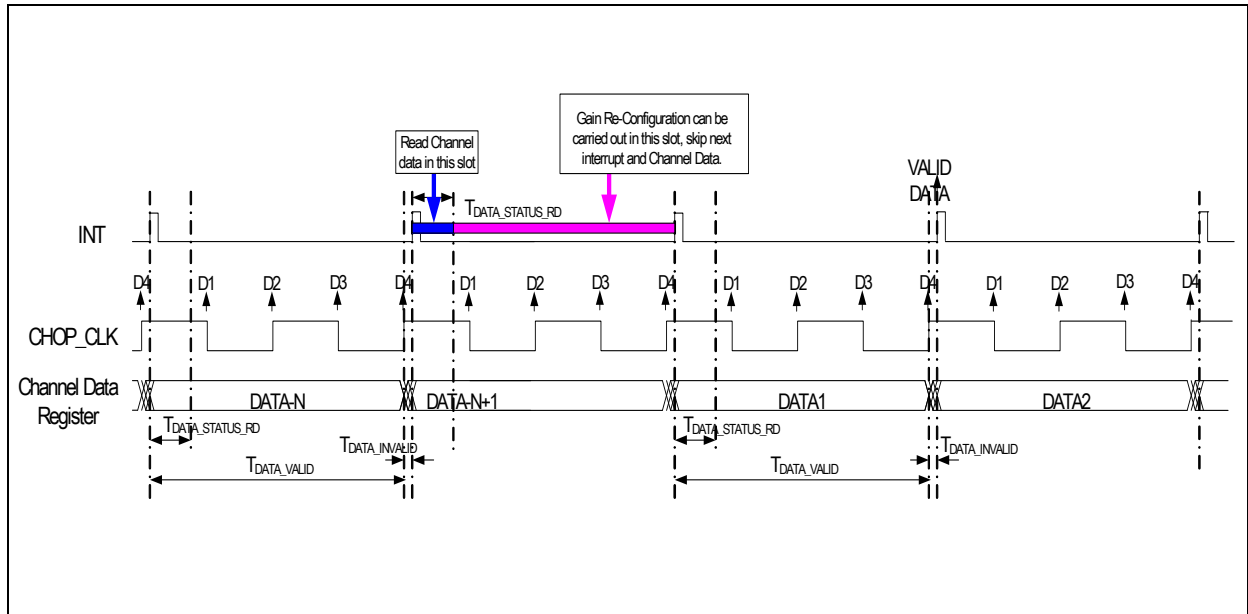 Gain Re-Configuration can be
carried out in this slot, skip next
interrupt and Channel Data.
Read Channel
data in this slot
VALID
DATA
TDATA_STATUS_RD
INT
D4 D1 D2 D3 D4 D1 D2 D3 D4 D1 D2 D3 D4 D1 D2 D3 D4
CHOP_CLK
Channel Data
Register
DATA-N DATA-N+1 DATA1 DATA2
TDATA_STATUS_RD TDATA_STATUS_RD
TDATA_INVALID TDATA_INVALID
TDATA_VALID TDATA_VALID